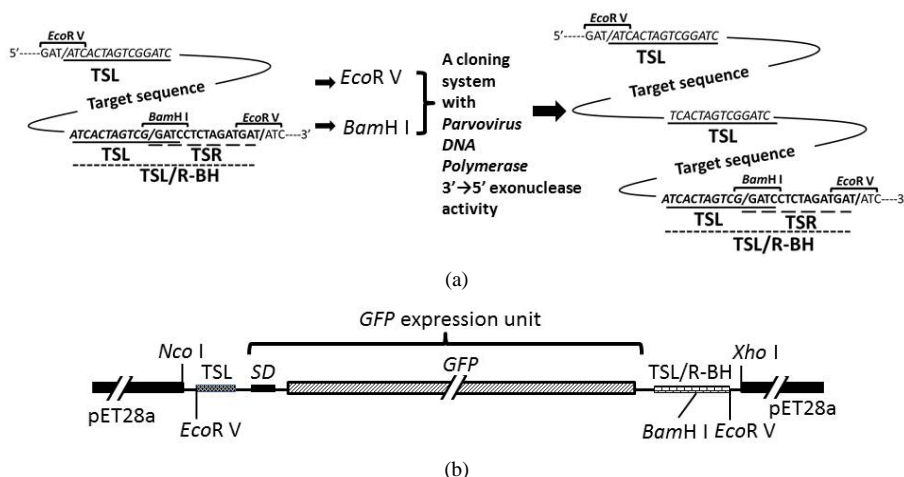 EcoR V
5’-----GAT/ATCACTAGTCGGATC
TSL
Target sequence
BamH I EcoR V
ATCACTAGTCG/GATCCTCTAGATGAT/ATC----3’
TSL TSR
TSL/R-BH
EcoR V
BamH I
A cloning
system
with
Parvovirus
DNA
Polymerase
3’→5’ exonuclease
activity
EcoR V
5’-----GAT/ATCACTAGTCGGATC
TSL
Target sequence
TCACTAGTCGGATC
TSL
Target sequence
BamH I EcoR V
ATCACTAGTCG/GATCCTCTAGATGAT/ATC----3
TSL TSR
TSL/R-BH
(a)
GFP expression unit
Nco I TSL SD GFP TSL/R-BH Xho I
pET28a EcoR V BamH I EcoR V pET28a
(b)